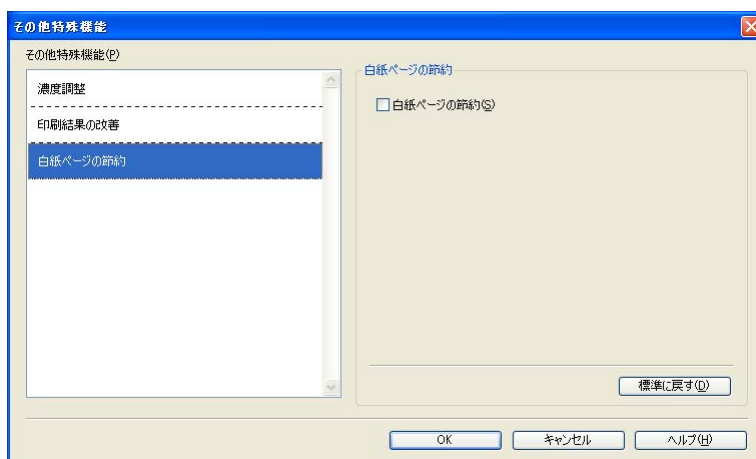 その他特殊機能
その他特殊機能(P)
濃度調整
印刷結果の改善
白紙ページの節約
白紙ページの節約
白紙ページの節約(S)
標準に戻す(D)
OK
キャンセル
ヘルプ(H)